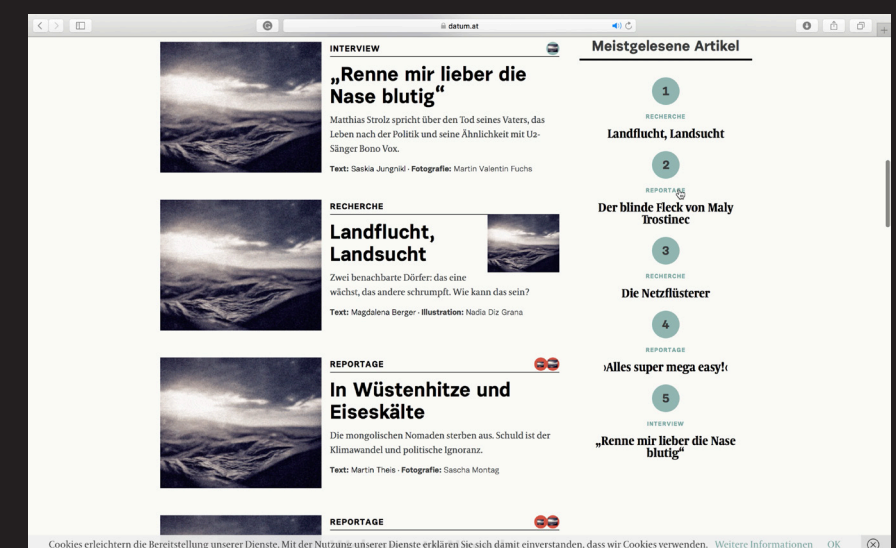 datum.at
INTERVIEW
„Renne mir lieber die
Nase blutig“
Matthias Strolz spricht über den Tod seines Vaters, das
Leben nach der Politik und seine Ähnlichkeit mit U2-
Sänger Bono Vox.
Text: Saskia Jungnikl · Fotografie: Martin Valentin Fuchs
RECHERCHE
Landflucht,
Landsucht
Zwei benachbarte Dörfer: das eine
wächst, das andere schrumpft. Wie kann das sein?
Text: Magdalena Berger · Illustration: Nadia Diz Grana
REPORTAGE
In Wüstenhitze und
Eiseskälte
Die mongolischen Nomaden sterben aus. Schuld ist der
Klimawandel und politische Ignoranz.
Text: Martin Theis · Fotografie: Sascha Montag
REPORTAGE
Meistgelesene Artikel
1
RECHERCHE
Landflucht, Landsucht
2
REPORTAGE
Der blinde Fleck von Maly
Trostinec
3
RECHERCHE
Die Netzflüsterer
4
REPORTAGE
›Alles super mega easy!‹
5
INTERVIEW
„Renne mir lieber die Nase
blutig“
Cookies erleichtern die Bereitstellung unserer Dienste. Mit der Nutzung unserer Dienste erklären Sie sich damit einverstanden, dass wir Cookies verwenden. Weitere Informationen OK